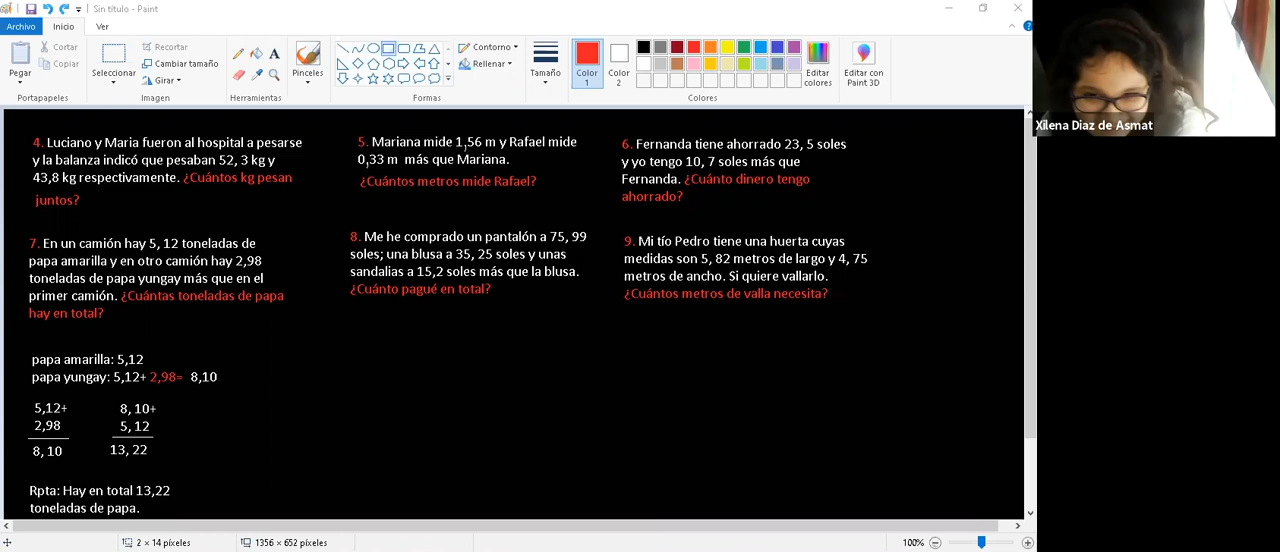 Sin título - Paint
Archivo
Inicio
Ver
Pegar
Cortar
Copiar
Portapapeles
Seleccionar
Recortar
Cambiar tamaño
Girar
Imagen
A
Herramientas
Pinceles
Contorno
Rellenar
Formas
Tamaño
Color 1
Color 2
Editar colores
Colores
Editar con Paint 3D
Xilena Diaz de Asmat
4. Luciano y Maria fueron al hospital a pesarse
y la balanza indicó que pesaban 52, 3 kg y
43,8 kg respectivamente. ¿Cuántos kg pesan
juntos?
5. Mariana mide 1,56 m y Rafael mide
0,33 m más que Mariana.
¿Cuántos metros mide Rafael?
6. Fernanda tiene ahorrado 23, 5 soles
y yo tengo 10, 7 soles más que
Fernanda. ¿Cuánto dinero tengo
ahorrado?
7. En un camión hay 5, 12 toneladas de
papa amarilla y en otro camión hay 2,98
toneladas de papa yungay más que en el
primer camión. ¿Cuántas toneladas de papa
hay en total?
8. Me he comprado un pantalón a 75, 99
soles; una blusa a 35, 25 soles y unas
sandalias a 15,2 soles más que la blusa.
¿Cuánto pagué en total?
9. Mi tío Pedro tiene una huerta cuyas
medidas son 5, 82 metros de largo y 4, 75
metros de ancho. Si quiere vallarlo.
¿Cuántos metros de valla necesita?
papa amarilla: 5,12
papa yungay: 5,12+ 2,98= 8,10
5,12+
2,98
8, 10
8, 10+
5, 12
13, 22
Rpta: Hay en total 13,22
toneladas de papa.
2 × 14 píxeles
1356 × 652 píxeles
100%